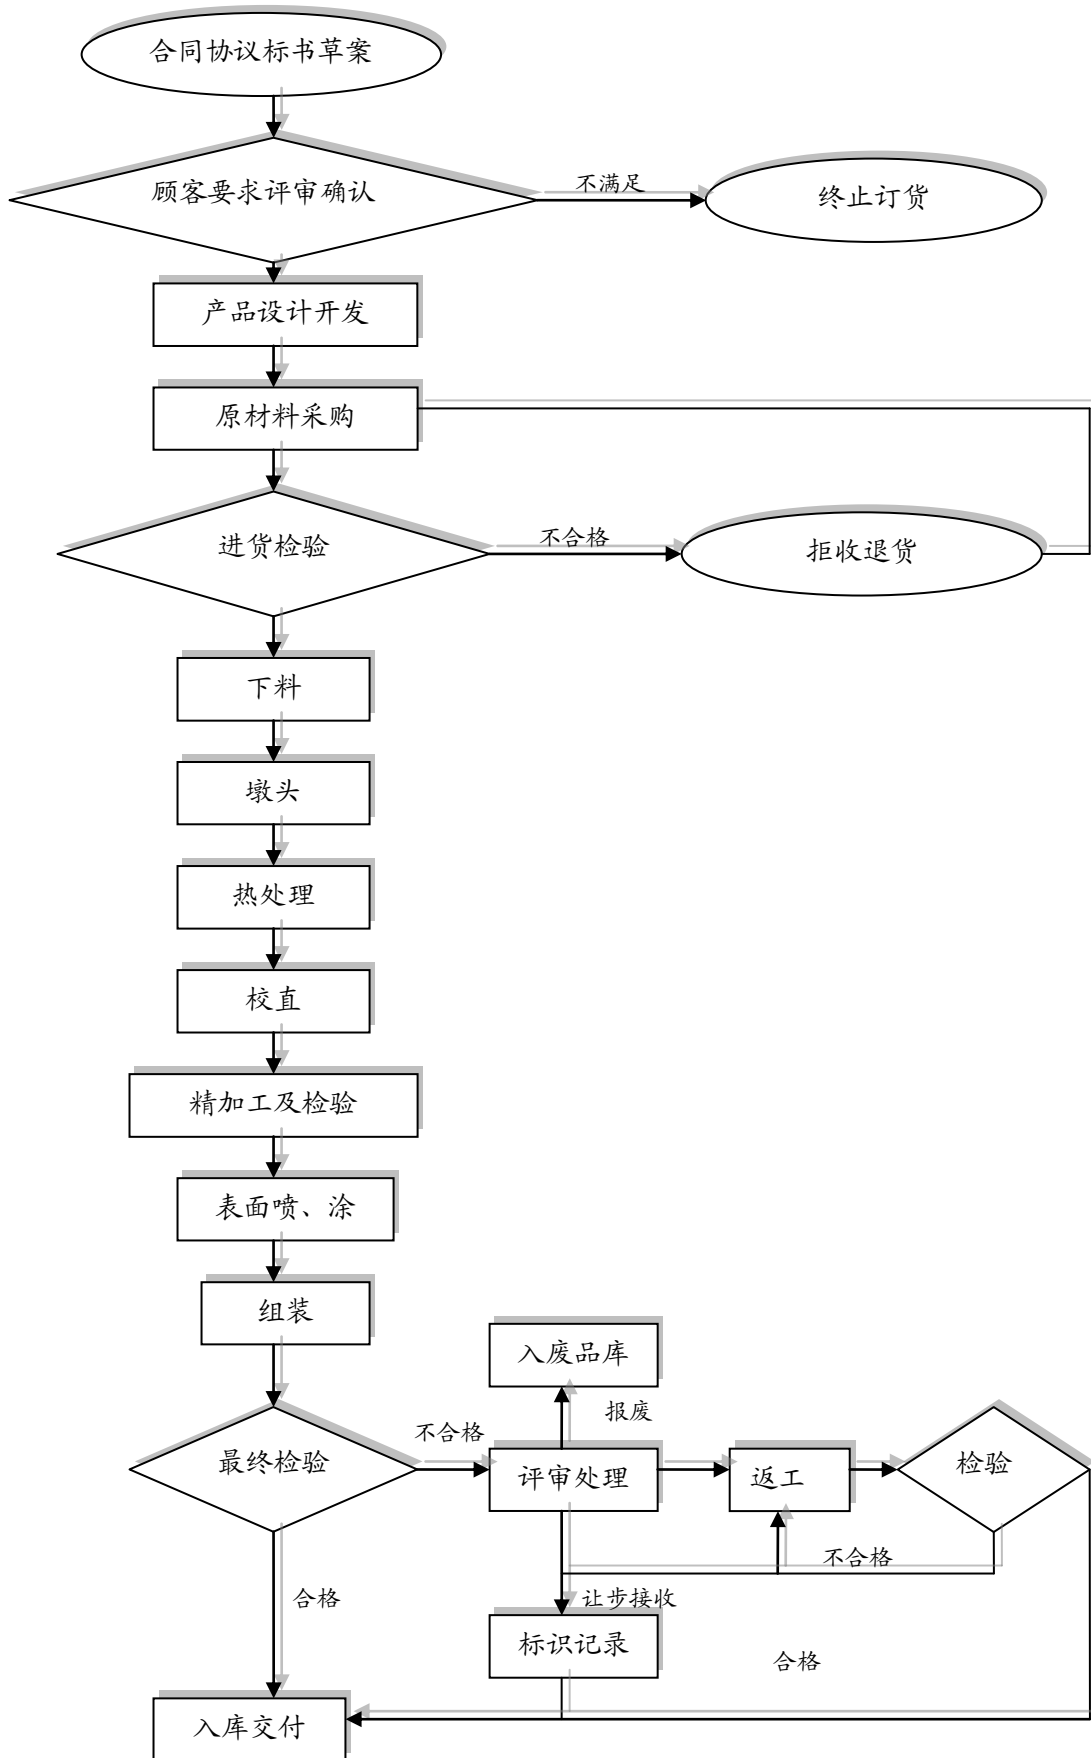 合同协议标书草案
顾客要求评审确认
不满足
终止订货
产品设计开发
原材料采购
进货检验
不合格
拒收退货
下料
墩头
热处理
校直
精加工及检验
表面喷、涂
组装
入废品库
报废
最终检验
不合格
评审处理
返工
检验
不合格
合格
让步接收
标识记录
合格
入库交付